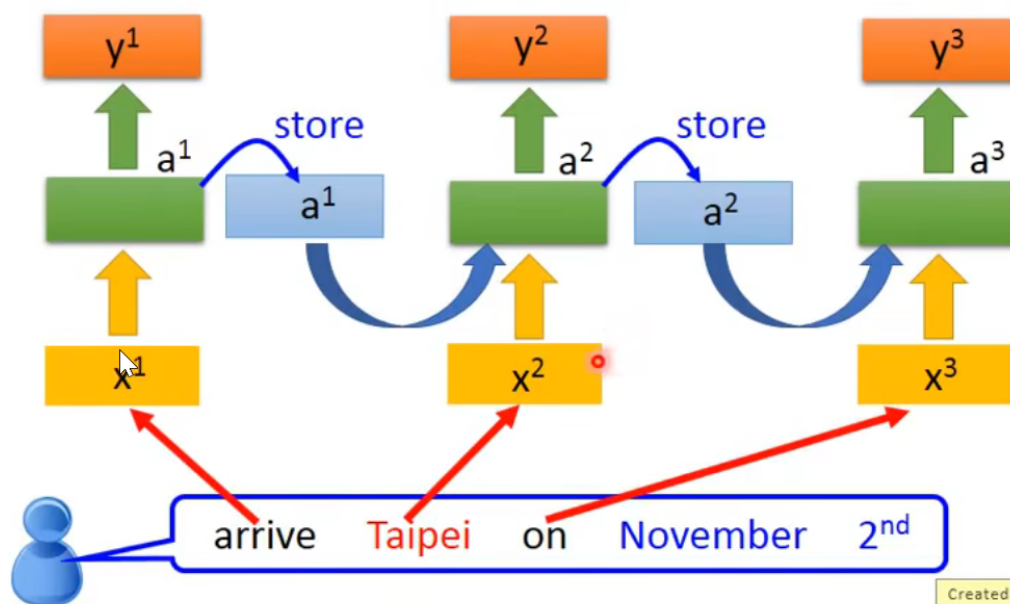 y¹ y² y³
store store
a¹ a² a³
a¹ a²
x¹ x² x³
arrive Taipei on November 2ⁿᵈ
Created